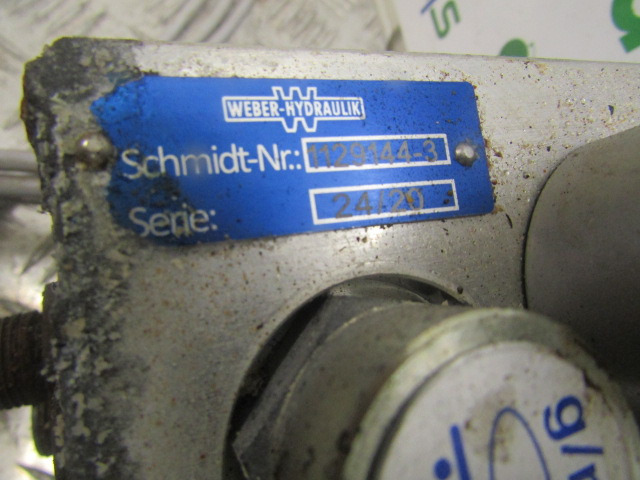 WEBER-HYDRAULIK
Schmidt-Nr.: 1129144-3
Serie: 24/20